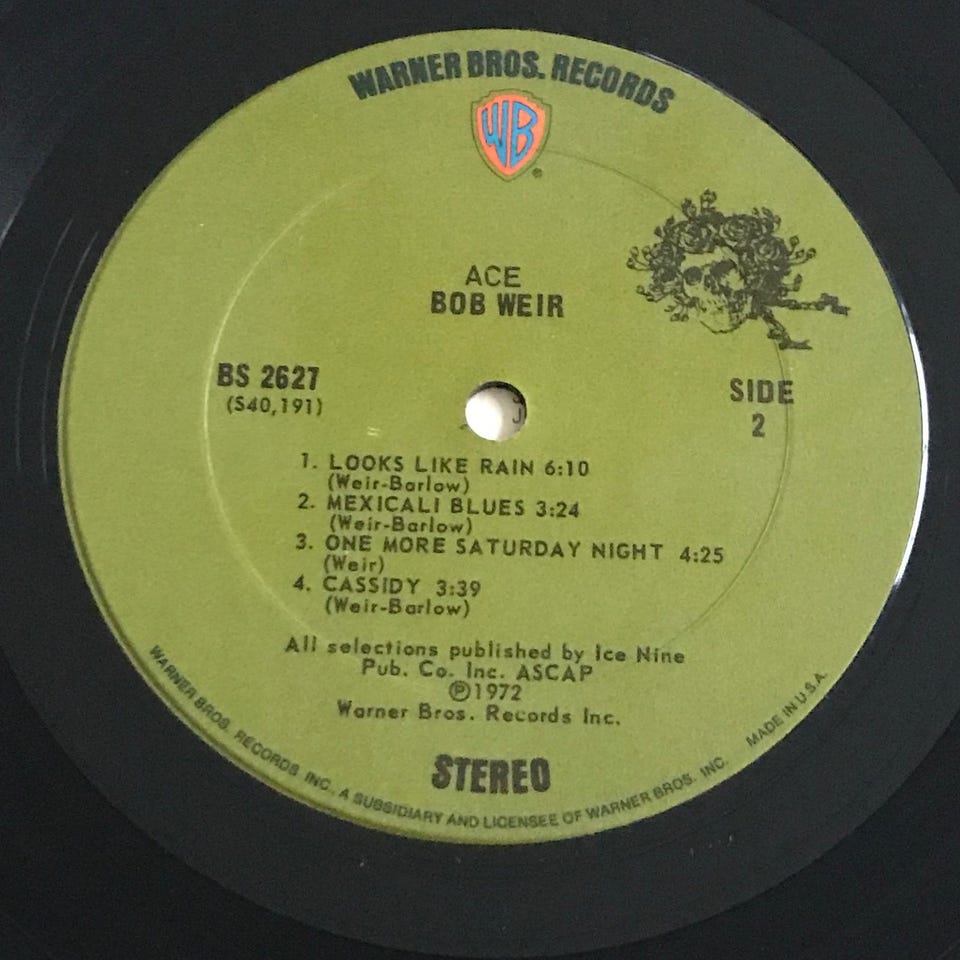 WARNER BROS. RECORDS
WB
®
ACE
BOB WEIR
BS 2627
(S40,191)
SIDE
2
1. LOOKS LIKE RAIN 6:10
(Weir-Barlow)
2. MEXICALI BLUES 3:24
(Weir-Barlow)
3. ONE MORE SATURDAY NIGHT 4:25
(Weir)
4. CASSIDY 3:39
(Weir-Barlow)
All selections published by Ice Nine
Pub. Co. Inc. ASCAP
℗1972
Warner Bros. Records Inc.
STEREO
WARNER BROS. RECORDS INC., A SUBSIDIARY AND LICENSEE OF WARNER BROS. INC.
MADE IN U.S.A.